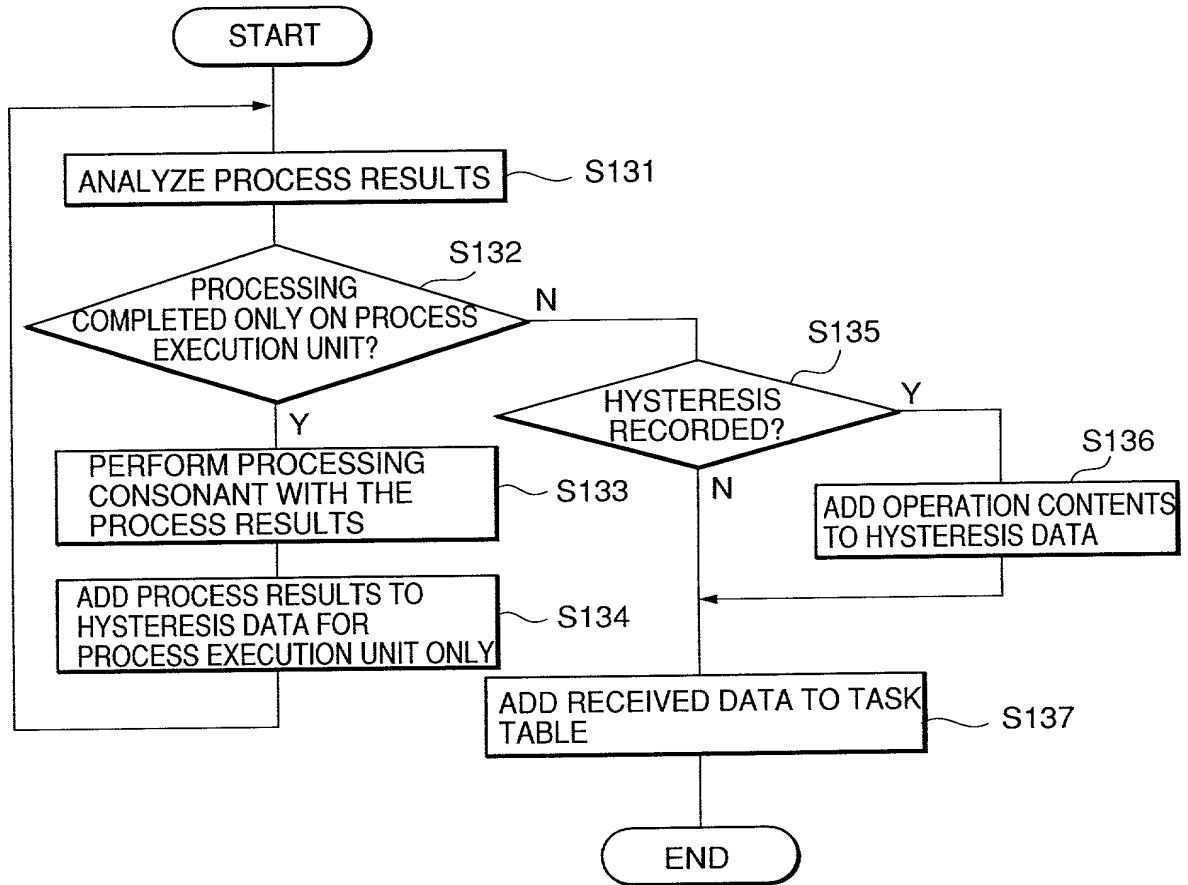 START
ANALYZE PROCESS RESULTS
S131
S132
PROCESSING
COMPLETED ONLY ON PROCESS
EXECUTION UNIT?
N
Y
PERFORM PROCESSING
CONSONANT WITH THE
PROCESS RESULTS
S133
ADD PROCESS RESULTS TO
HYSTERESIS DATA FOR
PROCESS EXECUTION UNIT ONLY
S134
S135
HYSTERESIS
RECORDED?
Y
N
S136
ADD OPERATION CONTENTS
TO HYSTERESIS DATA
ADD RECEIVED DATA TO TASK
TABLE
S137
END